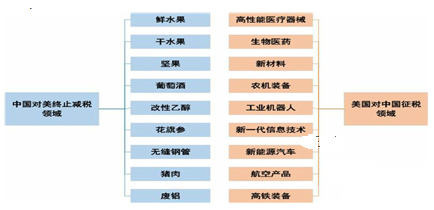 鲜水果
干水果
坚果
葡萄酒
改性乙醇
花旗参
无缝钢管
猪肉
废铝
中国对美终止减税
领域
高性能医疗器械
生物医药
新材料
农机装备
工业机器人
新一代信息技术
新能源汽车
航空产品
高铁装备
美国对中国征税
领域